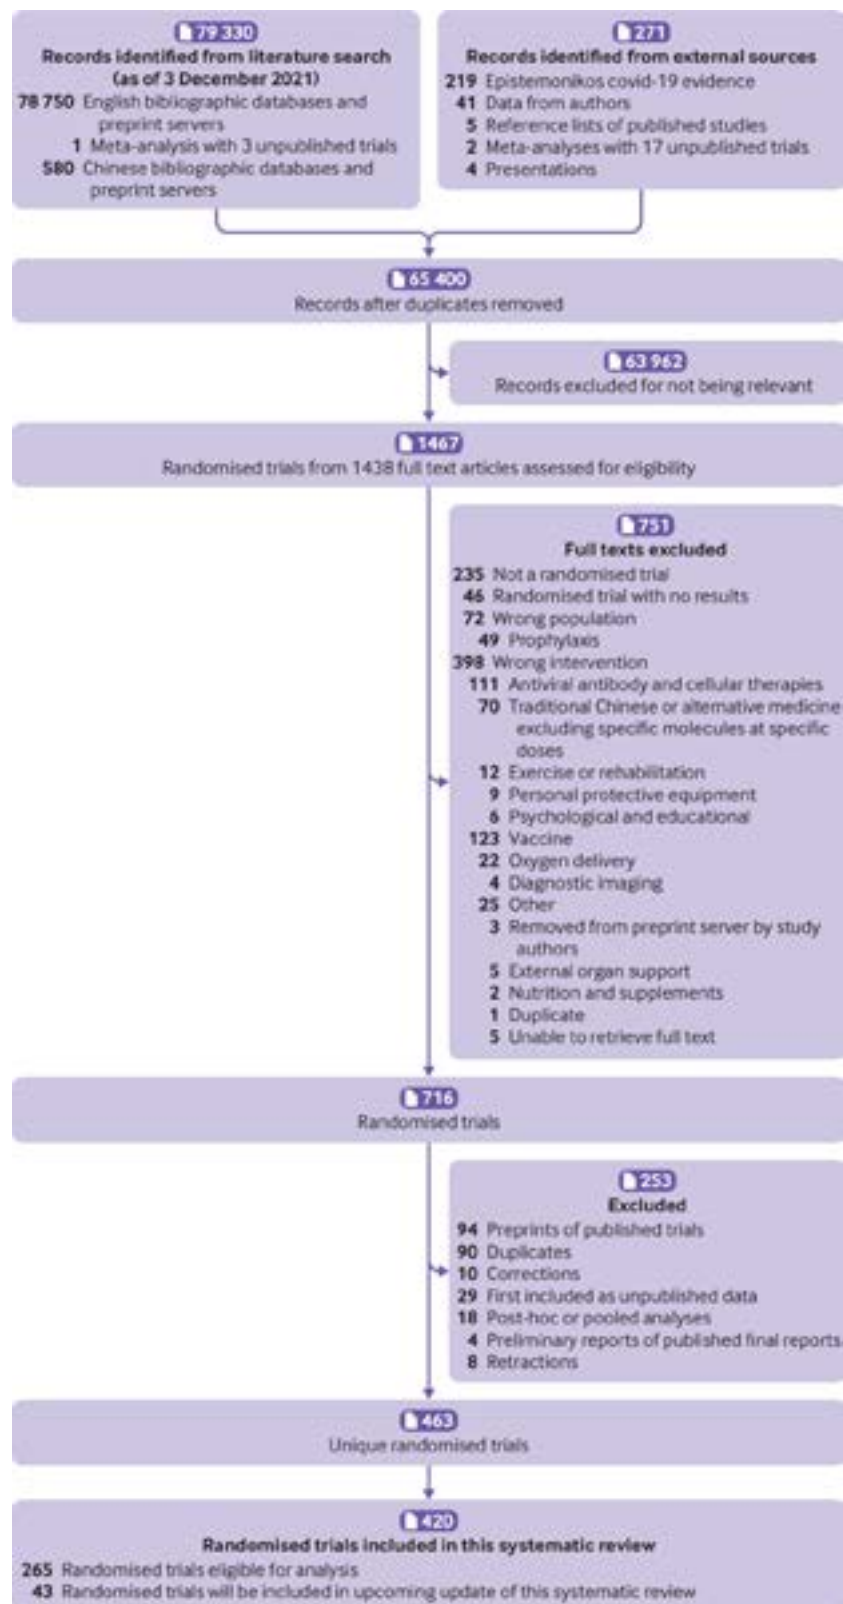 79 330
Records identified from literature search
(as of 3 December 2021)
78 750 English bibliographic databases and
preprint servers
1 Meta-analysis with 3 unpublished trials
580 Chinese bibliographic databases and
preprint servers
271
Records identified from external sources
219 Epistemonikos covid-19 evidence
41 Data from authors
5 Reference lists of published studies
2 Meta-analyses with 17 unpublished trials
4 Presentations
65 400
Records after duplicates removed
63 962
Records excluded for not being relevant
1467
Randomised trials from 1438 full text articles assessed for eligibility
751
Full texts excluded
235 Not a randomised trial
46 Randomised trial with no results
72 Wrong population
49 Prophylaxis
398 Wrong intervention
111 Antiviral antibody and cellular therapies
70 Traditional Chinese or alternative medicine
excluding specific molecules at specific
doses
12 Exercise or rehabilitation
9 Personal protective equipment
6 Psychological and educational
123 Vaccine
22 Oxygen delivery
4 Diagnostic imaging
25 Other
3 Removed from preprint server by study
authors
5 External organ support
2 Nutrition and supplements
1 Duplicate
5 Unable to retrieve full text
716
Randomised trials
253
Excluded
94 Preprints of published trials
90 Duplicates
10 Corrections
29 First included as unpublished data
18 Post-hoc or pooled analyses
4 Preliminary reports of published final reports
8 Retractions
463
Unique randomised trials
420
Randomised trials included in this systematic review
265 Randomised trials eligible for analysis
43 Randomised trials will be included in upcoming update of this systematic review